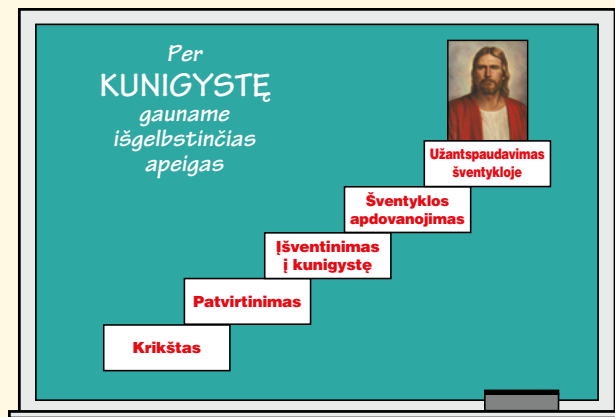 Per
KUNIGYSTĘ
gauname
išgelbstinčias
apeigas
Užantspaudavimas
šventykloje
Šventyklos
apdovanojimas
Įšventinimas
į kunigystę
Patvirtinimas
Krikštas